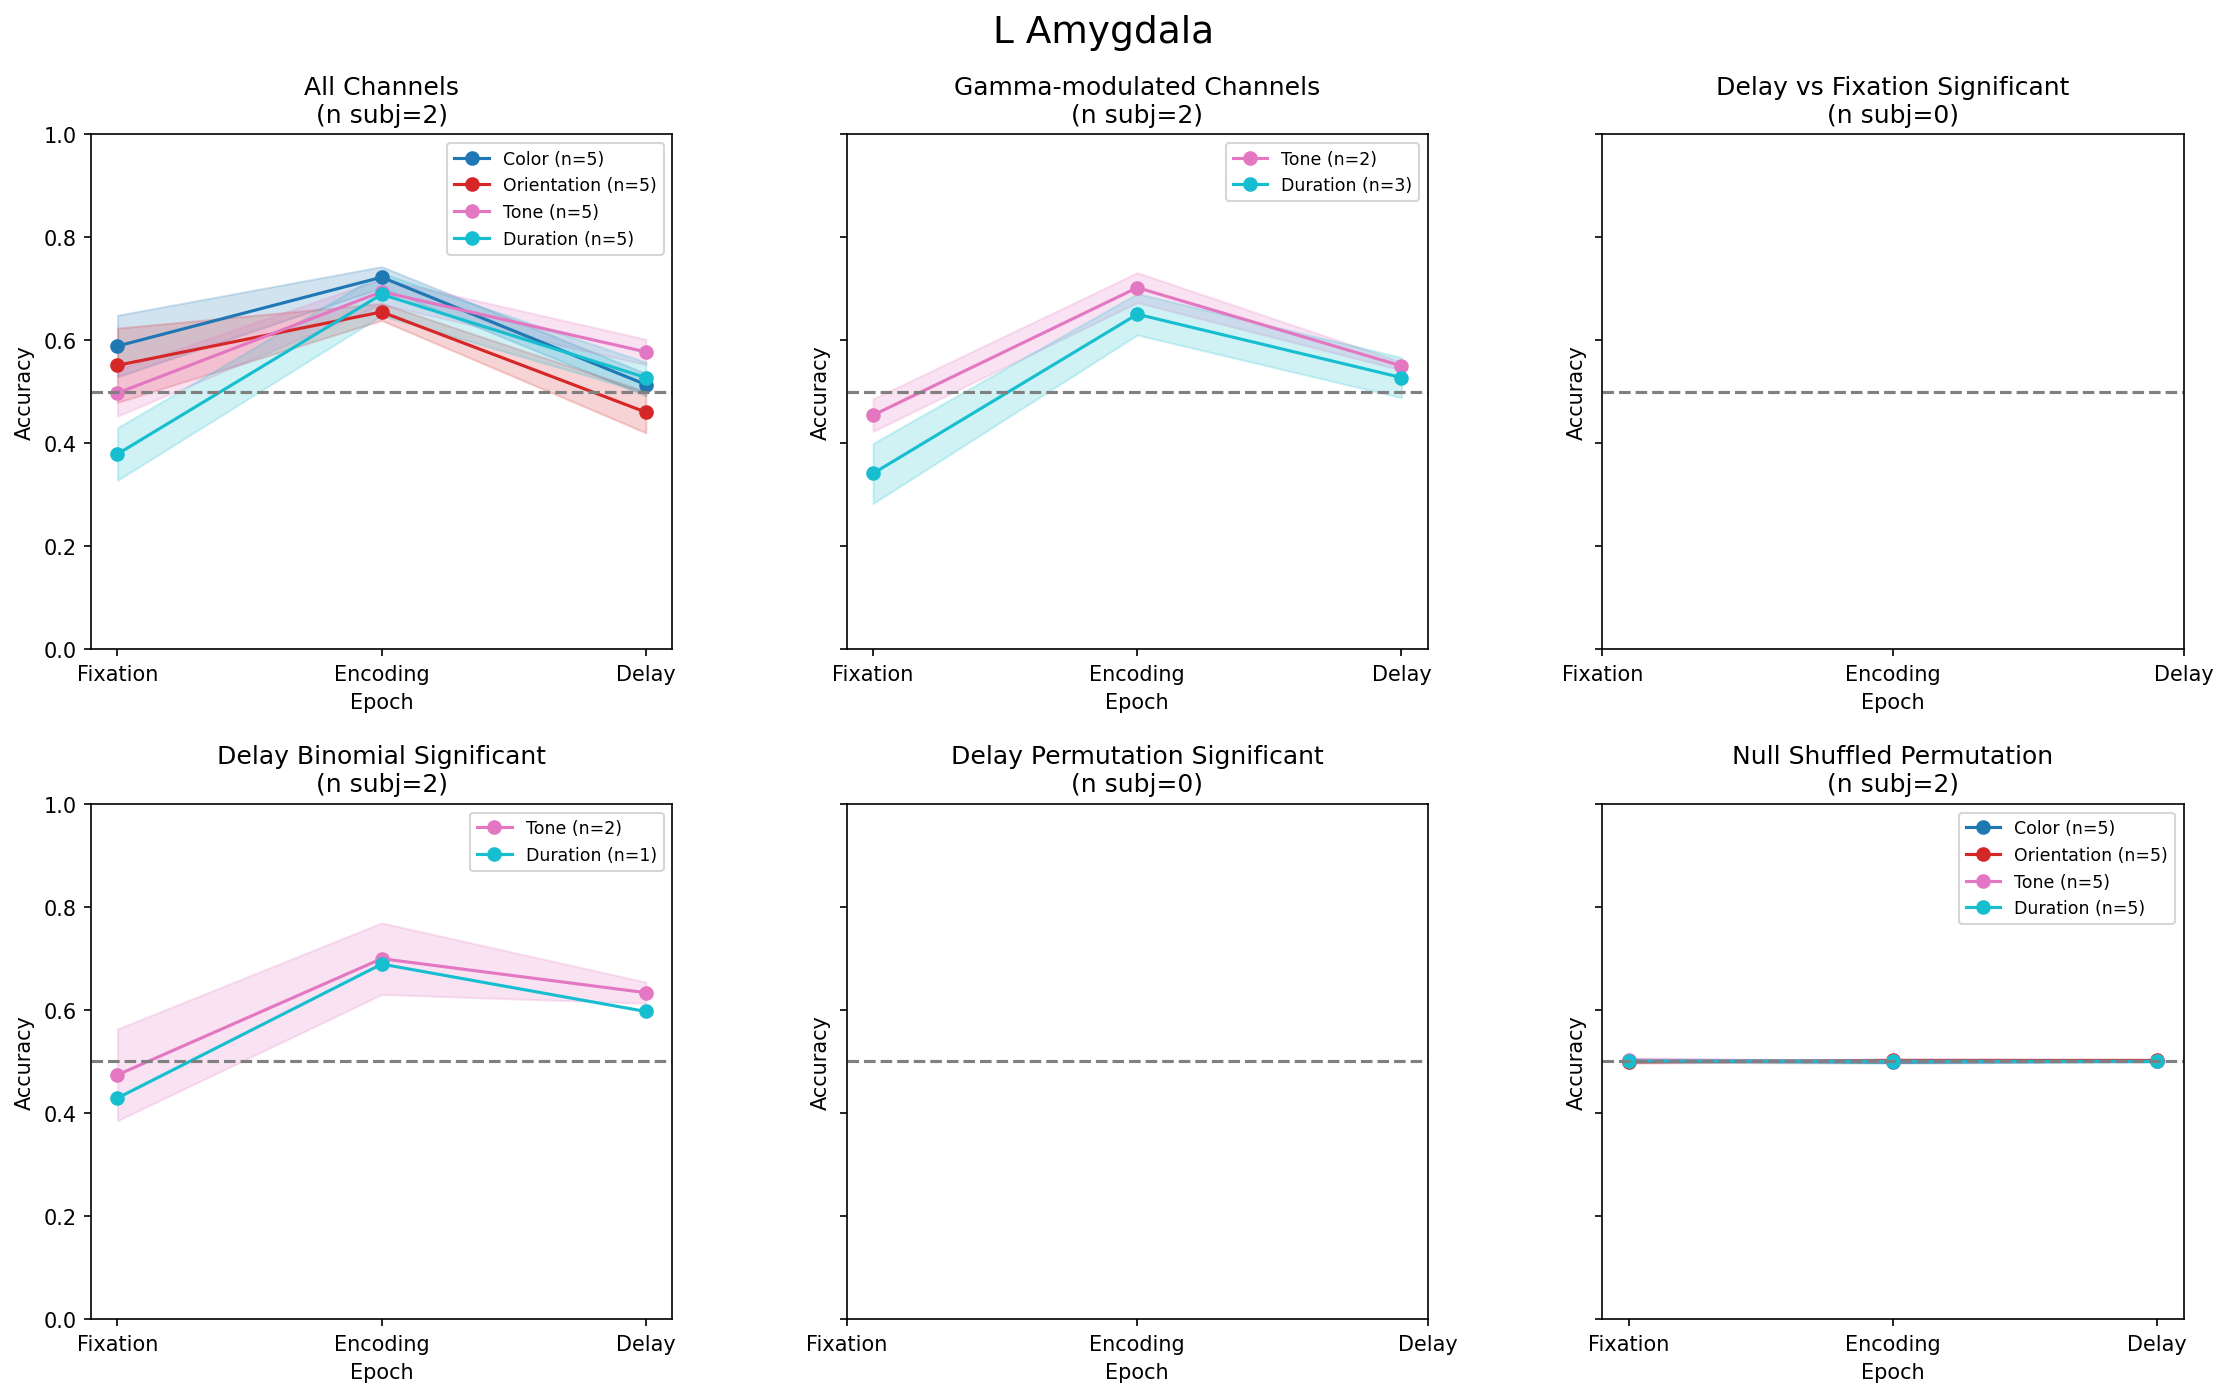 L Amygdala
All Channels
(n subj=2)
1.0
0.8
0.6
0.4
0.2
0.0
Accuracy
Color (n=5)
Orientation (n=5)
Tone (n=5)
Duration (n=5)
Fixation Encoding Delay
Epoch
Gamma-modulated Channels
(n subj=2)
Accuracy
Tone (n=2)
Duration (n=3)
Fixation Encoding Delay
Epoch
Delay vs Fixation Significant
(n subj=0)
Accuracy
Fixation Encoding Delay
Epoch
Delay Binomial Significant
(n subj=2)
1.0
0.8
0.6
0.4
0.2
0.0
Accuracy
Tone (n=2)
Duration (n=1)
Fixation Encoding Delay
Epoch
Delay Permutation Significant
(n subj=0)
Accuracy
Fixation Encoding Delay
Epoch
Null Shuffled Permutation
(n subj=2)
Accuracy
Color (n=5)
Orientation (n=5)
Tone (n=5)
Duration (n=5)
Fixation Encoding Delay
Epoch